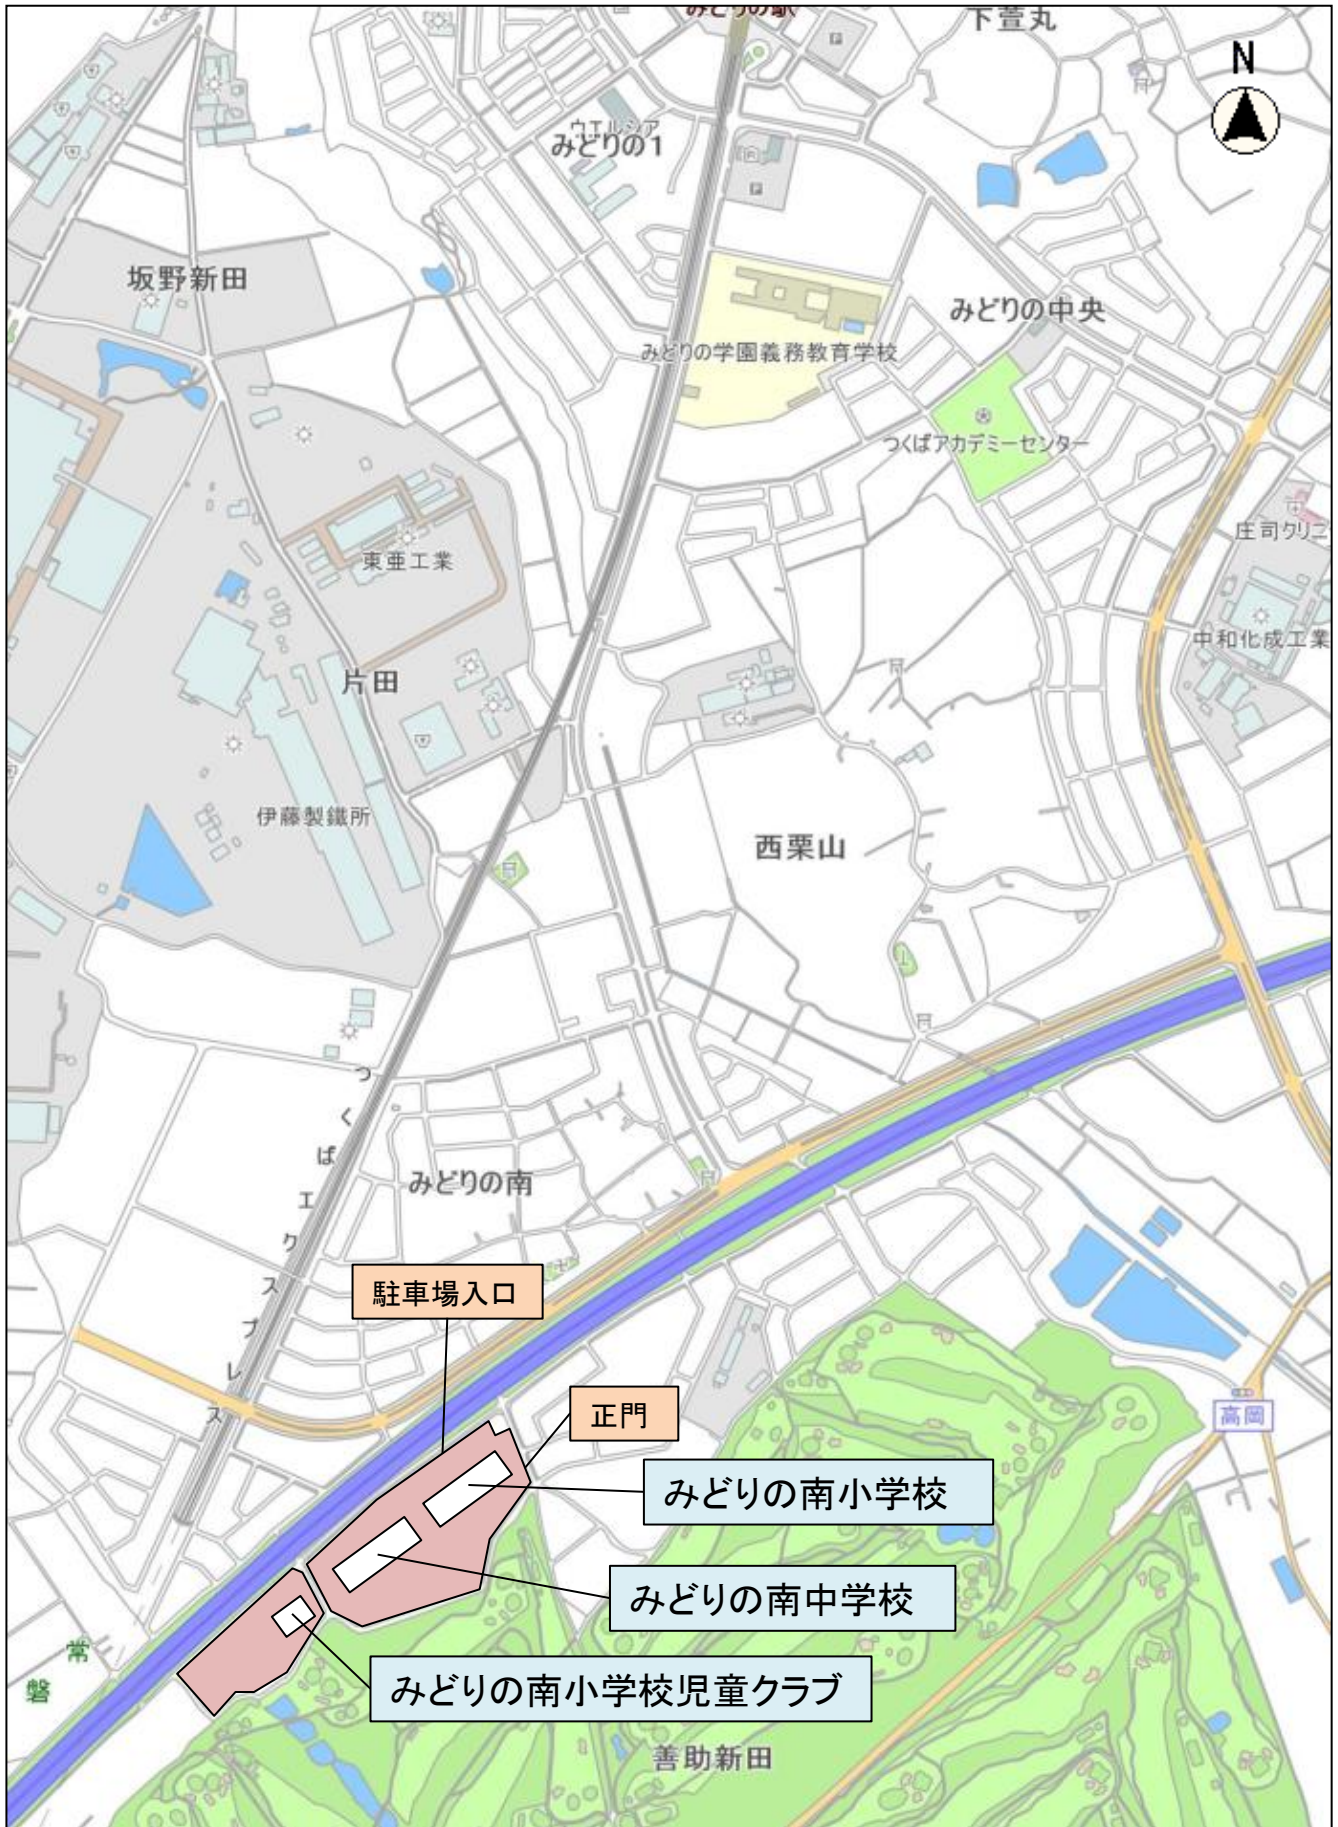 みどりの駅
下萱丸
N
ウエルシア
みどりの1
坂野新田
みどりの中央
みどりの学園義務教育学校
つくばアカデミーセンター
庄司クリニ
東亜工業
中和化成工業
片田
伊藤製鐵所
西栗山
つくばエクスプレス
みどりの南
駐車場入口
正門
高岡
みどりの南小学校
みどりの南中学校
常磐
みどりの南小学校児童クラブ
善助新田